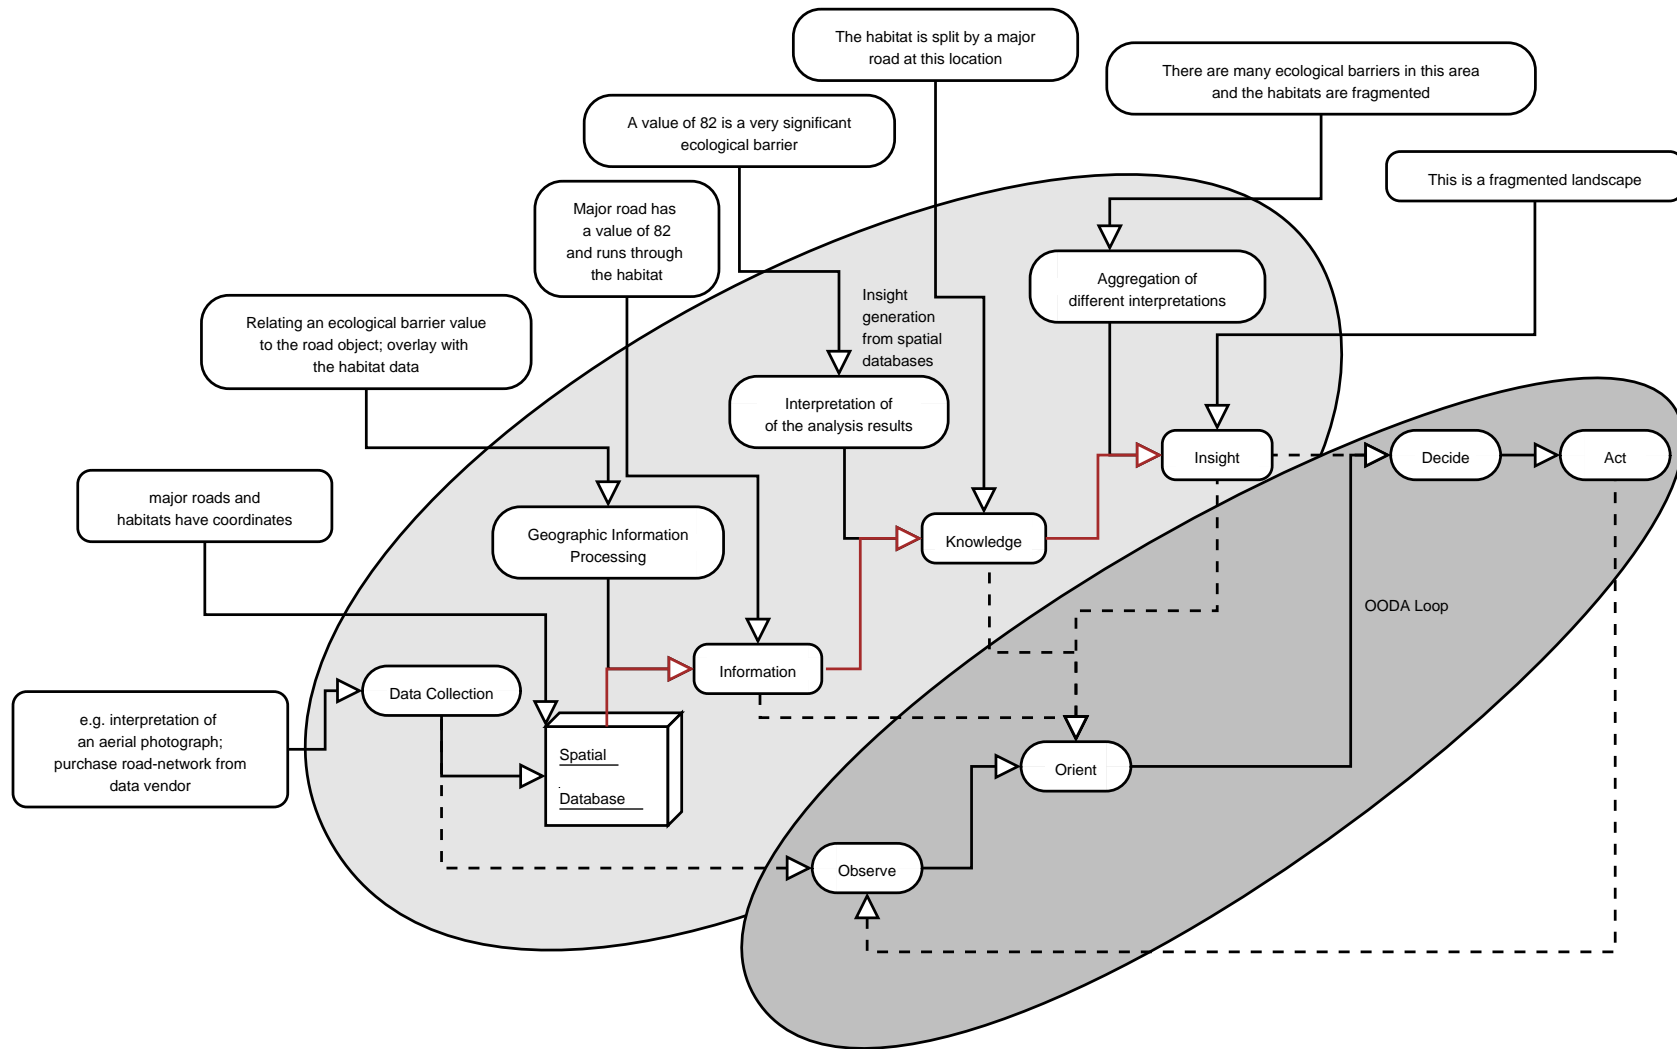 The habitat is split by a major
road at this location
There are many ecological barriers in this area
and the habitats are fragmented
A value of 82 is a very significant
ecological barrier
This is a fragmented landscape
Major road has
a value of 82
and runs through
the habitat
Aggregation of
different interpretations
Insight
generation
from spatial
databases
Relating an ecological barrier value
to the road object; overlay with
the habitat data
Interpretation of
of the analysis results
Insight
Decide
Act
major roads and
habitats have coordinates
Geographic Information
Processing
Knowledge
OODA Loop
Information
Data Collection
e.g. interpretation of
an aerial photograph;
purchase road-network from
data vendor
Spatial
Database
Orient
Observe